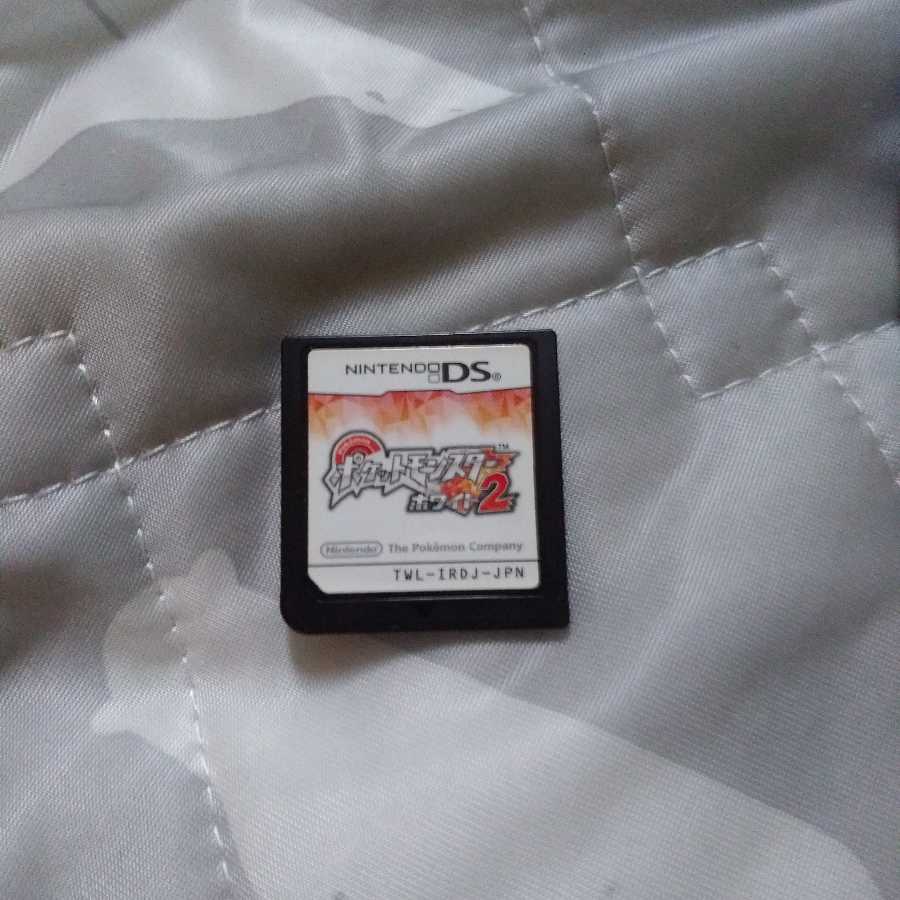 NINTENDO DS®
Pokémon
ポケットモンスター™
ホワイト2
Nintendo The Pokémon Company
TWL-IRDJ-JPN